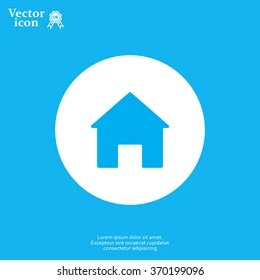 Vector
icon
Lorem ipsum dolor sit amet.
Excepteur sint occaecat cupidatat
consectetur adipisicing
shutterstock.com · 370199096